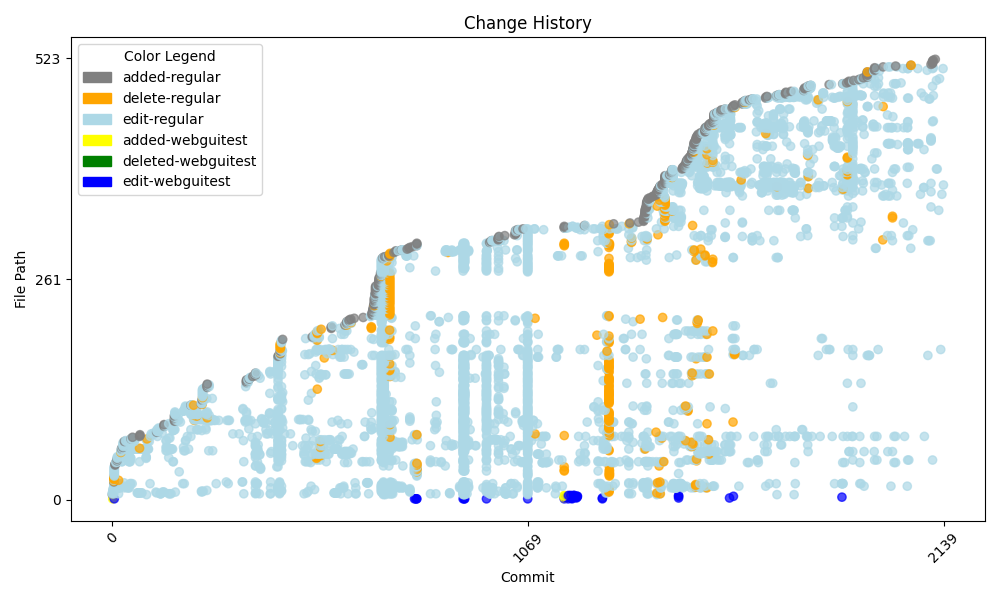 Change History
Color Legend
added-regular
delete-regular
edit-regular
added-webguitest
deleted-webguitest
edit-webguitest
File Path
523
261
0
0
1069
2139
Commit